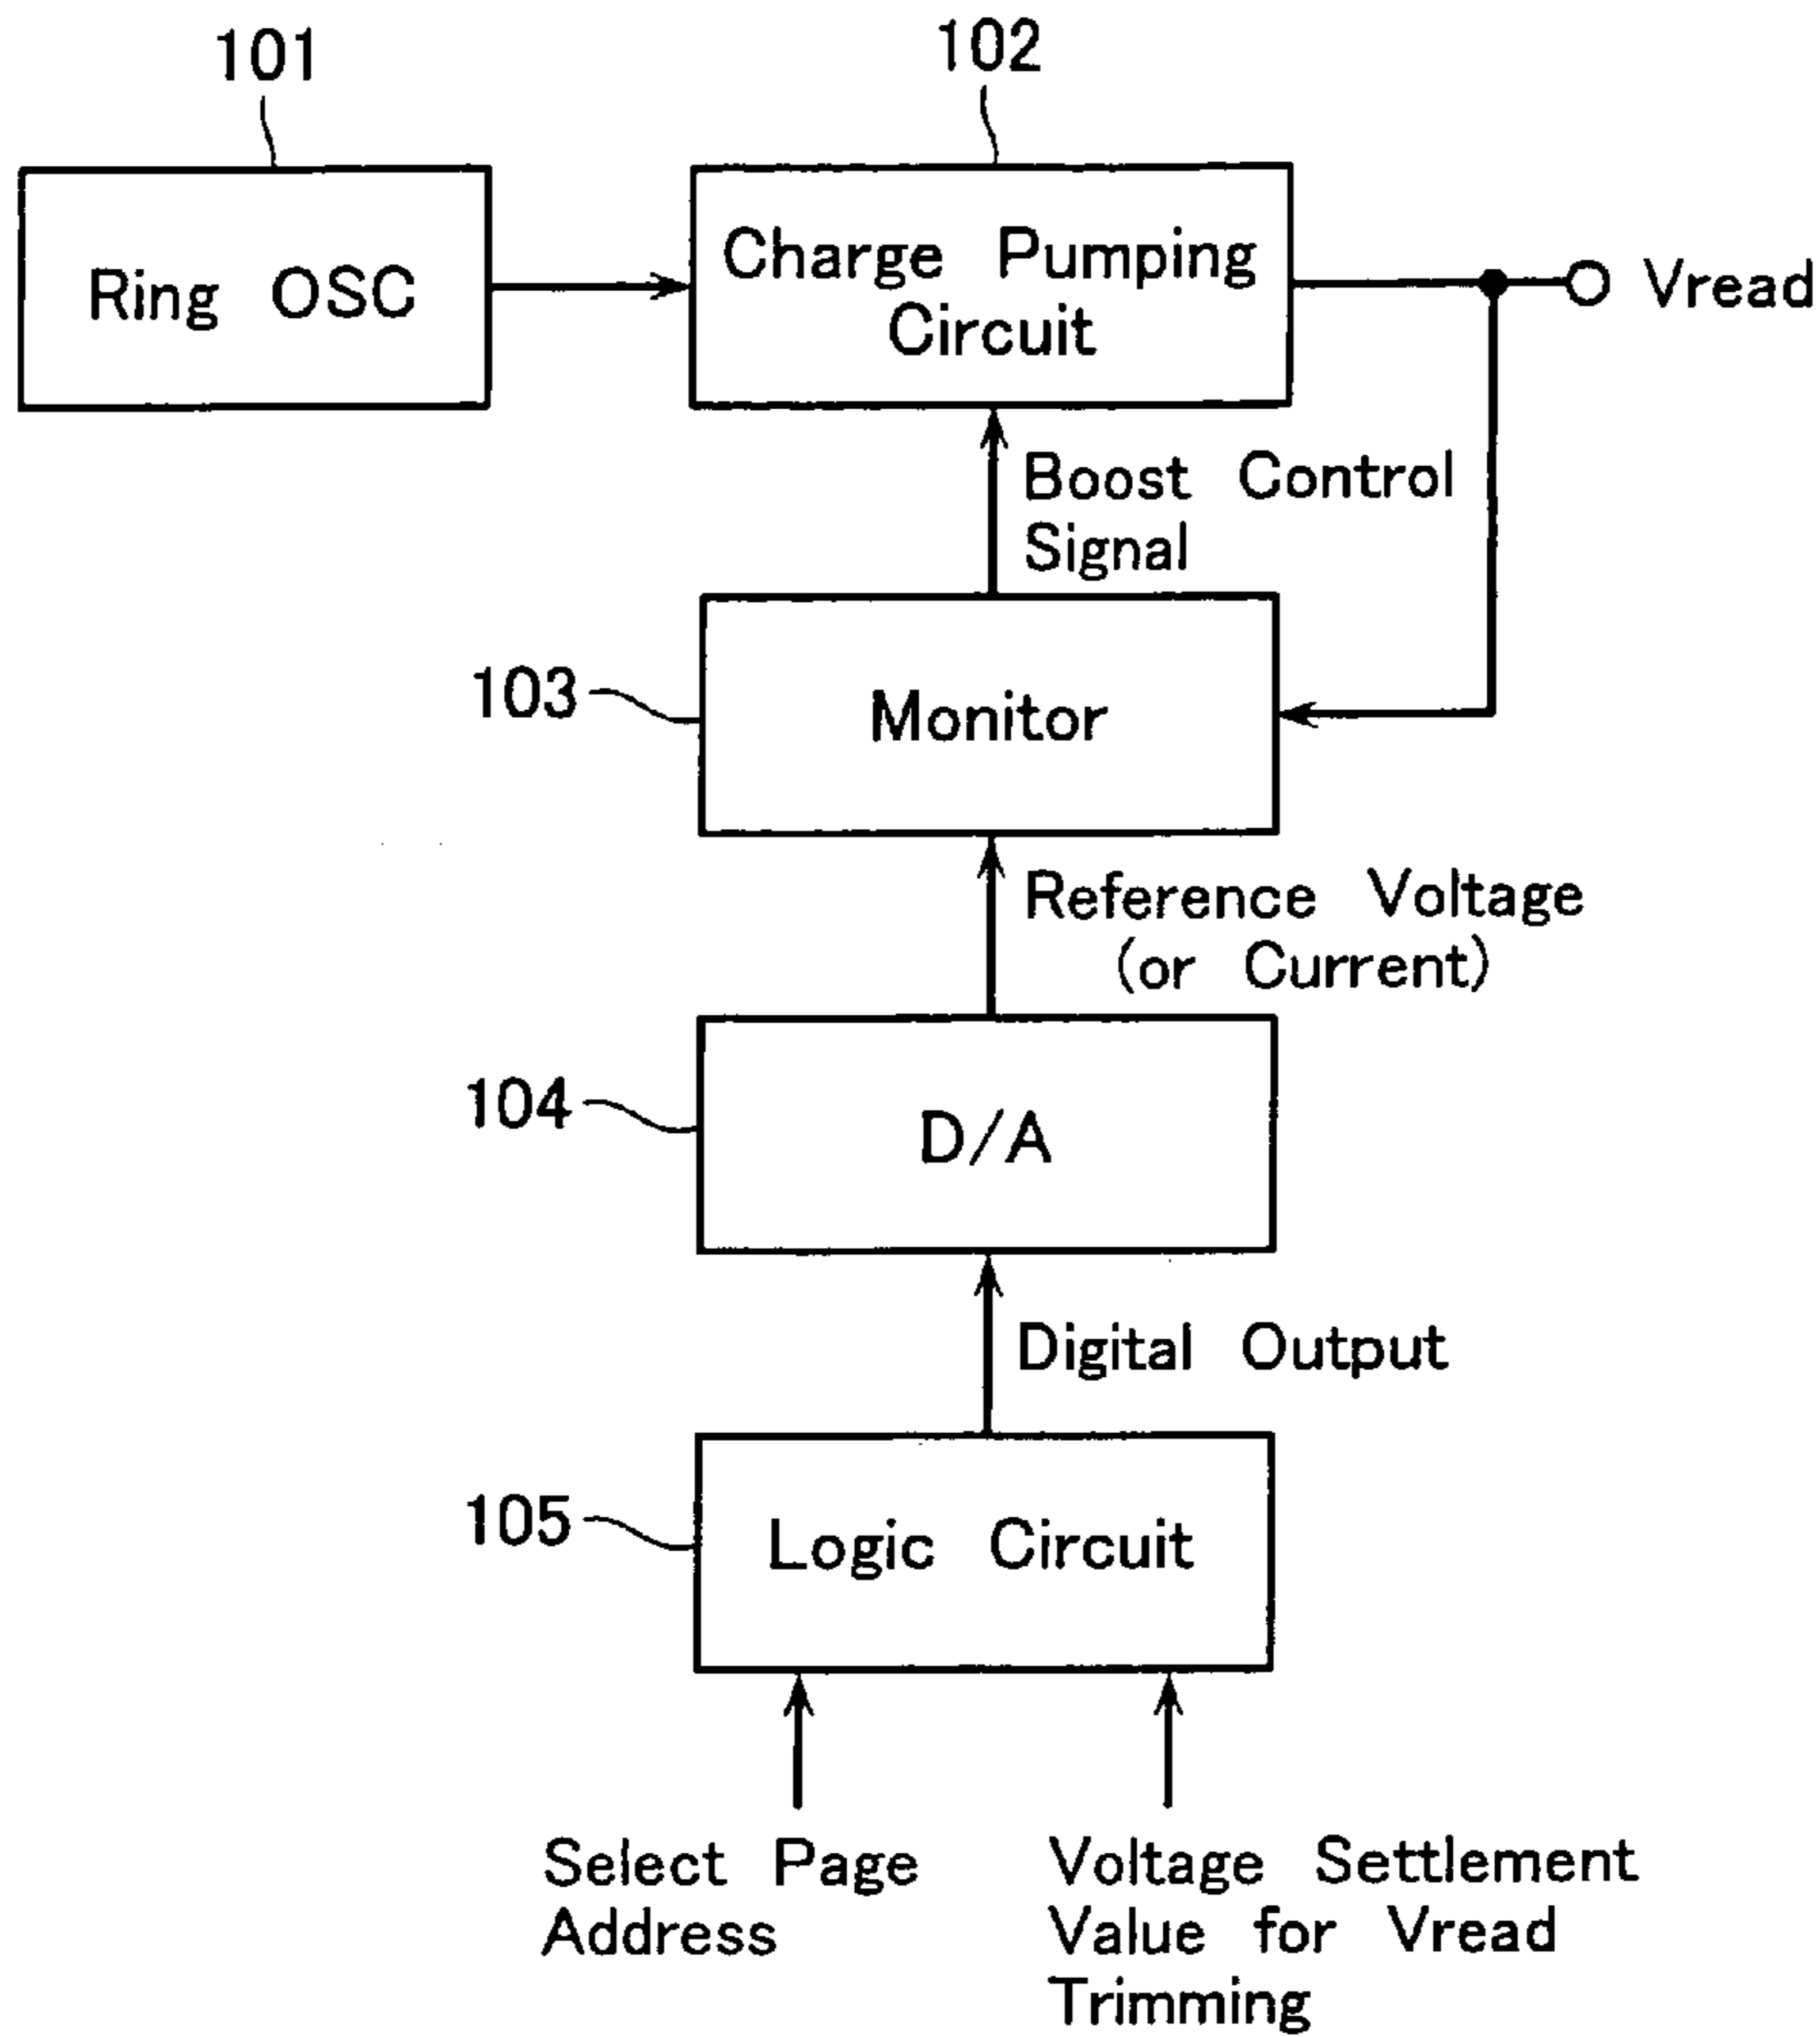 101
102
Ring OSC
Charge Pumping
Circuit
Vread
Boost Control
Signal
103
Monitor
Reference Voltage
(or Current)
104
D/A
Digital Output
105
Logic Circuit
Select Page
Address
Voltage Settlement
Value for Vread
Trimming